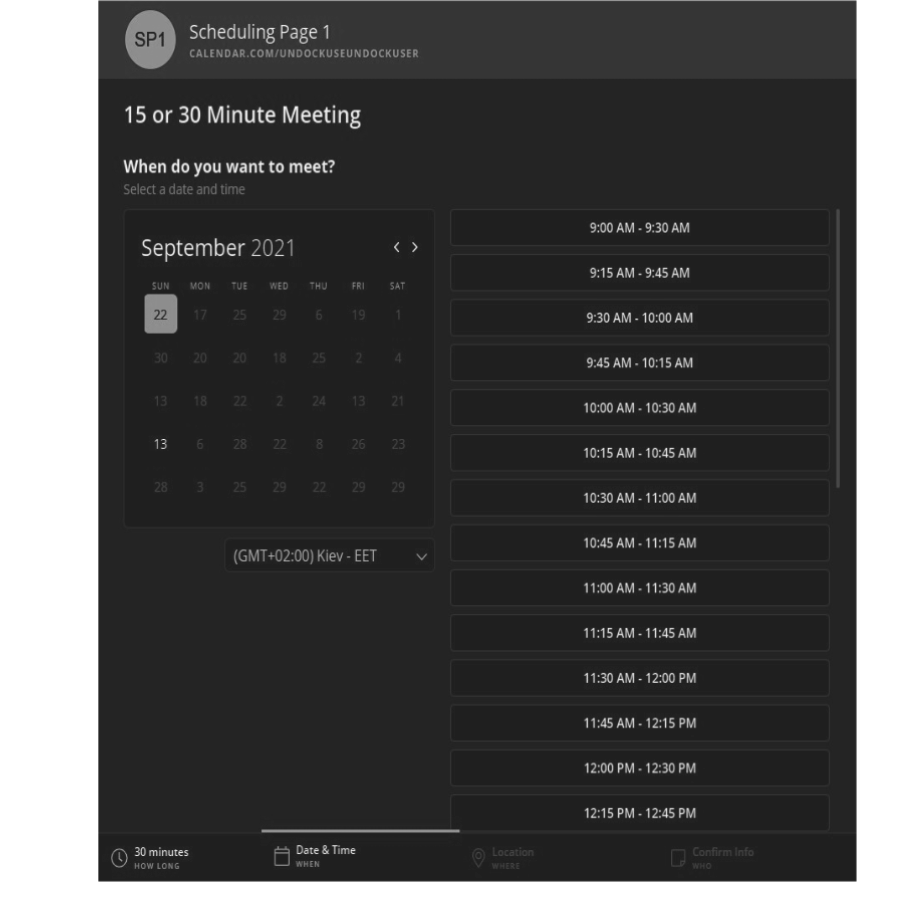 SP1
Scheduling Page 1
CALENDAR.COM/UNDOCKUSEUNDOCKUSER
15 or 30 Minute Meeting
When do you want to meet?
Select a date and time
September 2021 < >
SUN MON TUE WED THU FRI SAT
22 17 25 29 6 19 1
30 20 20 18 25 2 4
13 18 22 2 24 13 21
13 6 28 22 8 26 23
28 3 25 29 22 29 29
(GMT+02:00) Kiev - EET
9:00 AM - 9:30 AM
9:15 AM - 9:45 AM
9:30 AM - 10:00 AM
9:45 AM - 10:15 AM
10:00 AM - 10:30 AM
10:15 AM - 10:45 AM
10:30 AM - 11:00 AM
10:45 AM - 11:15 AM
11:00 AM - 11:30 AM
11:15 AM - 11:45 AM
11:30 AM - 12:00 PM
11:45 AM - 12:15 PM
12:00 PM - 12:30 PM
12:15 PM - 12:45 PM
30 minutes
HOW LONG
Date & Time
WHEN
Location
WHERE
Confirm Info
WHO